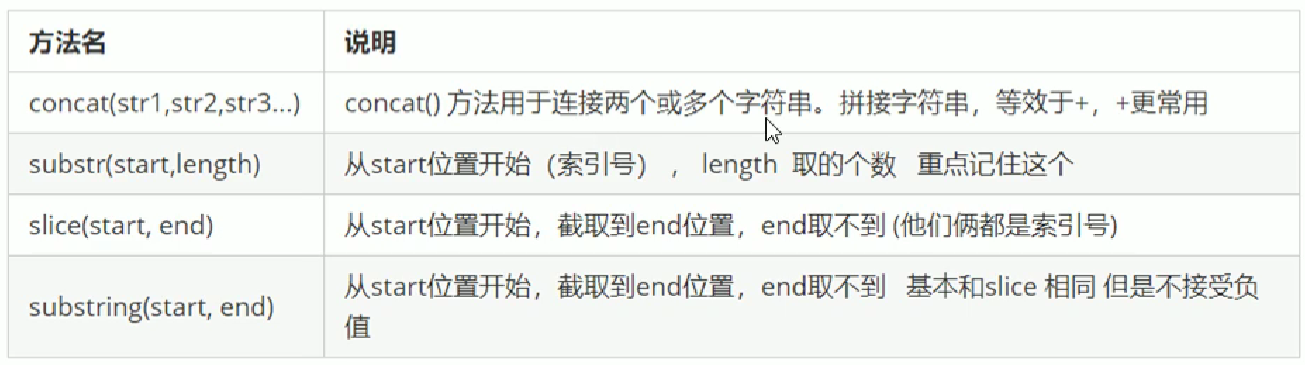 方法名 说明
concat(str1,str2,str3...) concat() 方法用于连接两个或多个字符串。拼接字符串，等效于+，+更常用
substr(start,length) 从start位置开始（索引号）， length 取的个数 重点记住这个
slice(start, end) 从start位置开始，截取到end位置，end取不到 (他们俩都是索引号)
substring(start, end) 从start位置开始，截取到end位置，end取不到 基本和slice 相同 但是不接受负
值